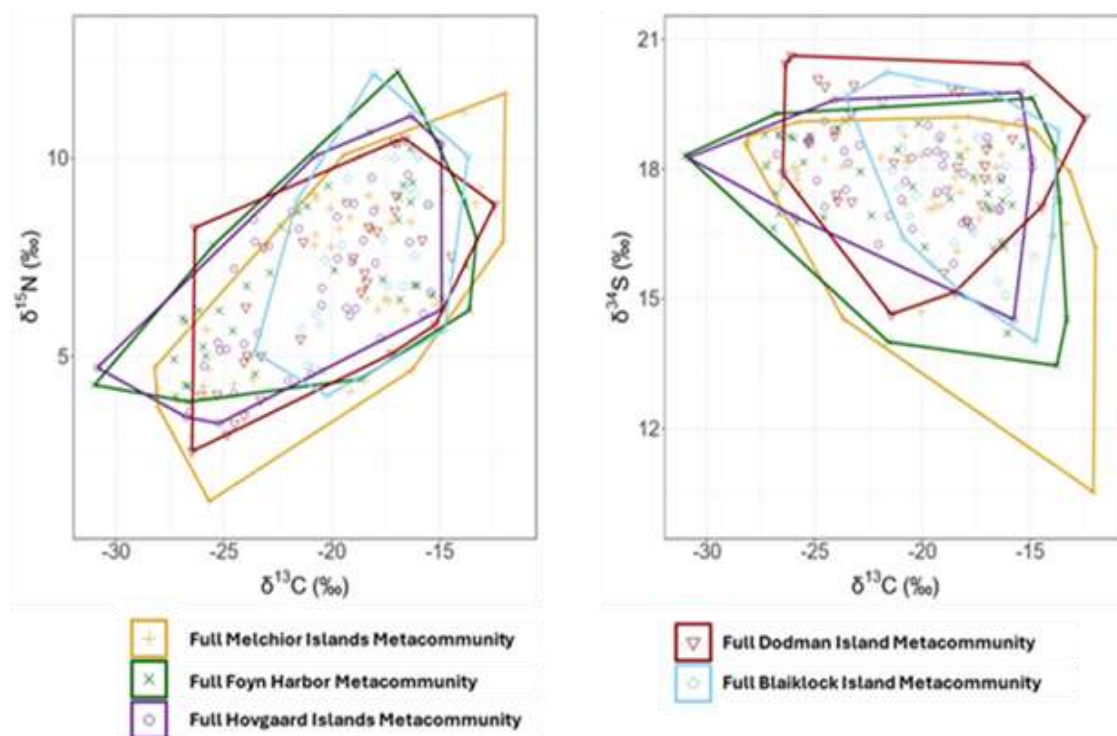 10
5
δ¹⁵N (‰)
-30 -25 -20 -15
δ¹³C (‰)
21
18
15
12
δ³⁴S (‰)
-30 -25 -20 -15
δ¹³C (‰)
Full Melchior Islands Metacommunity
Full Foyn Harbor Metacommunity
Full Hovgaard Islands Metacommunity
Full Dodman Island Metacommunity
Full Blaiklock Island Metacommunity